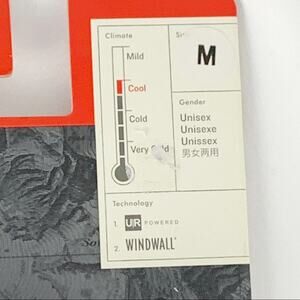 Climate
Mild
Cool
Cold
Very Cold
M
Gender
Unisex
Unisexe
Unissex
男女两用
Technology
1. U|R POWERED
2. WINDWALL®